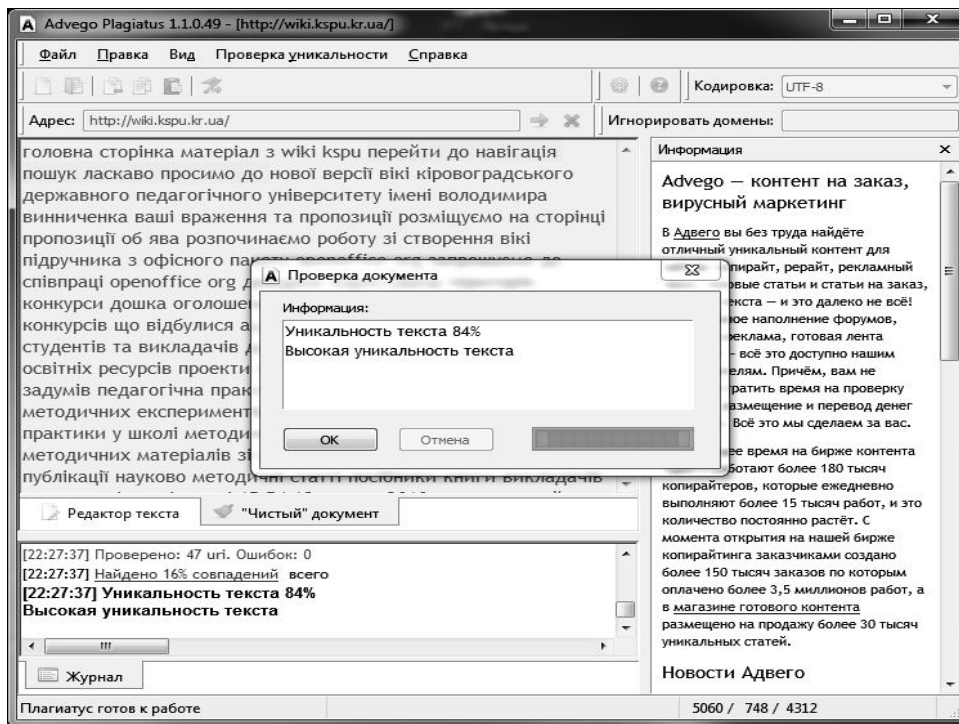 Advego Plagiatus 1.1.0.49 - [http://wiki.kspu.kr.ua/]
Файл Правка Вид Проверка уникальности Справка
Кодировка: UTF-8
Адрес: http://wiki.kspu.kr.ua/
Игнорировать домены:
головна сторінка матеріал з wiki kspu перейти до навігація
пошук ласкаво просимо до нової версії вікі кіровоградського
державного педагогічного університету імені володимира
винниченка ваші враження та пропозиції розміщуємо на сторінці
пропозиції об ява розпочинаємо роботу зі створення вікі
підручника з офісного пакету openoffice org запрошуємо до
співпраці openoffice org
конкурси дошка
конкурсів що відбулися
студентів та викладачів
освітніх ресурсів
задумів педагогічна
методичних
практики у школі
методичних матеріалів
публікації науково методичні статті посібники книги викладачів
Проверка документа
Информация:
Уникальность текста 84%
Высокая уникальность текста
OK Отмена
Редактор текста "Чистый" документ
[22:27:37] Проверено: 47 uri. Ошибок: 0
[22:27:37] Найдено 16% совпадений всего
[22:27:37] Уникальность текста 84%
Высокая уникальность текста
Журнал
Информация
Advego — контент на заказ,
вирусный маркетинг
В Адвего вы без труда найдёте
отличный уникальный контент для
рерайт, рекламный
статьи и статьи на заказ,
— и это далеко не всё!
наполнение форумов,
готовая лента
– всё это доступно нашим
Причём, вам не
время на проверку
и перевод денег
Всё это мы сделаем за вас.
время на бирже контента
более 180 тысяч
копирайтеров, которые ежедневно
выполняют более 15 тысяч работ, и это
количество постоянно растёт. С
момента открытия на нашей бирже
копирайтинга заказчиками создано
более 150 тысяч заказов по которым
оплачено более 3,5 миллионов работ, а
в магазине готового контента
размещено на продажу более 30 тысяч
уникальных статей.
Новости Адвего
Плагиатус готов к работе
5060 / 748 / 4312